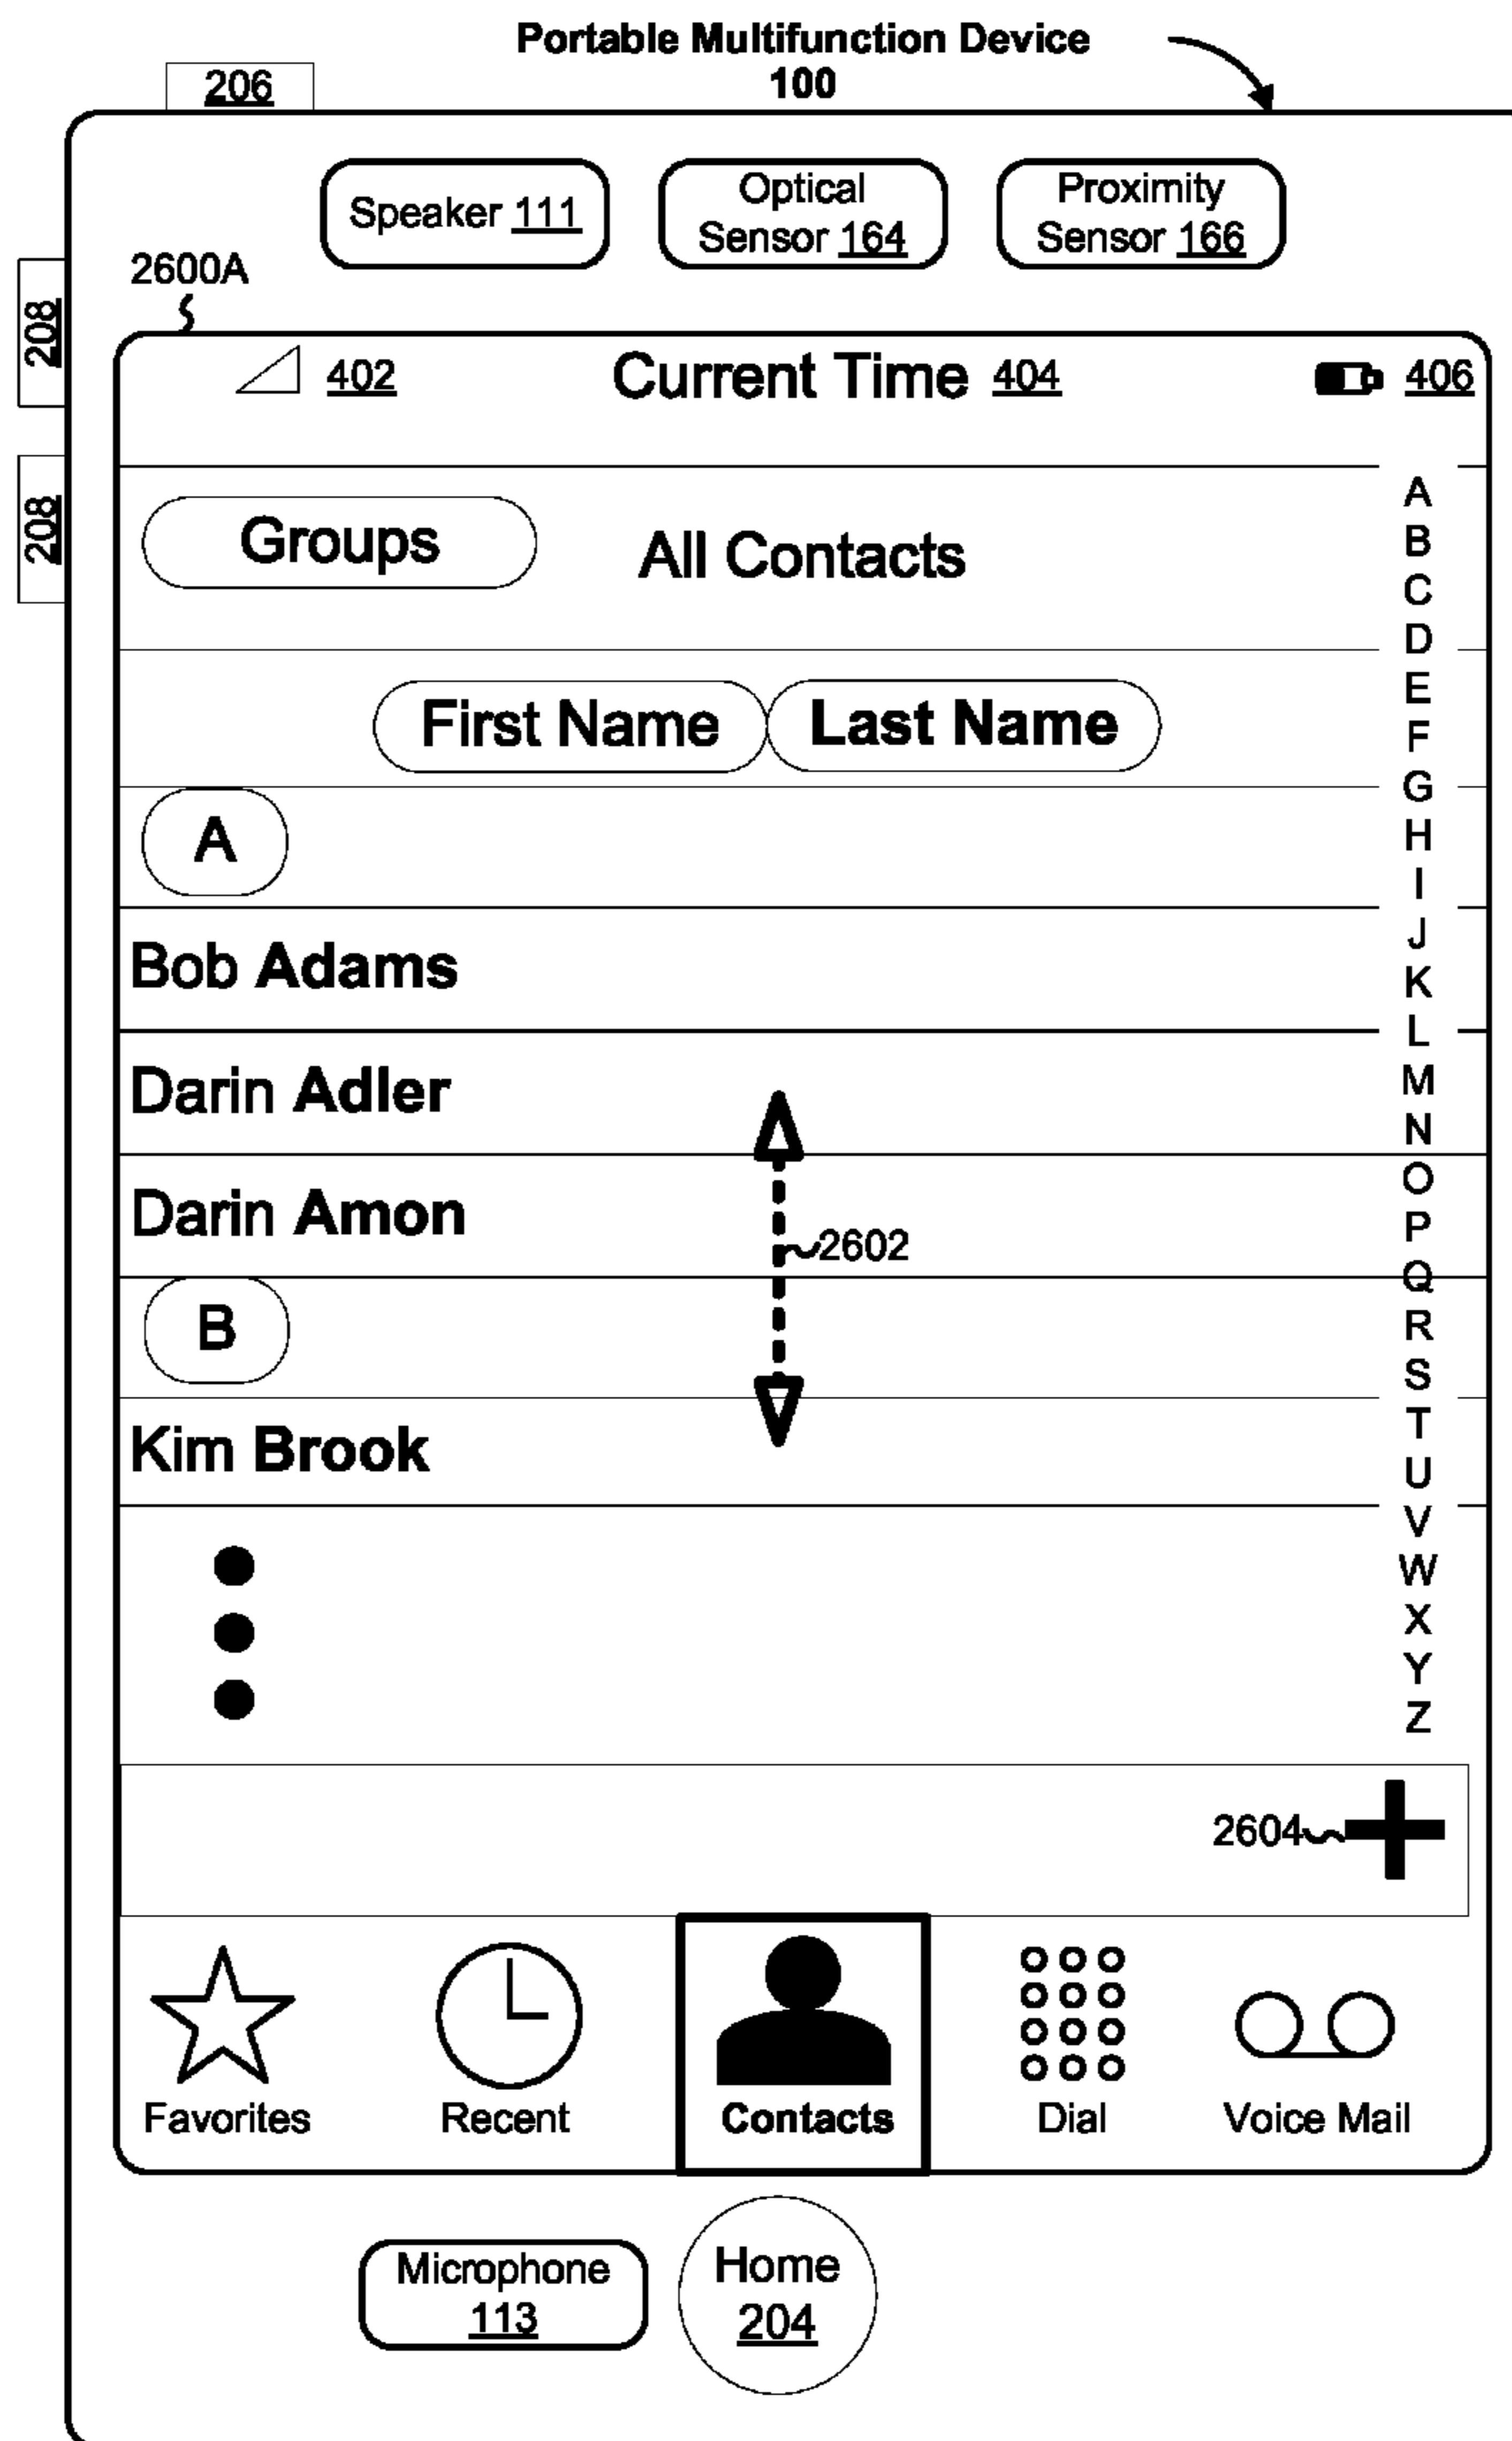 Portable Multifunction Device
100
206
Speaker 111
Optical
Sensor 164
Proximity
Sensor 166
2600A
208
208
402
Current Time 404
406
Groups
All Contacts
First Name
Last Name
A
Bob Adams
Darin Adler
Darin Amon
2602
B
Kim Brook
A
B
C
D
E
F
G
H
I
J
K
L
M
N
O
P
Q
R
S
T
U
V
W
X
Y
Z
2604
Favorites
Recent
Contacts
Dial
Voice Mail
Microphone
113
Home
204